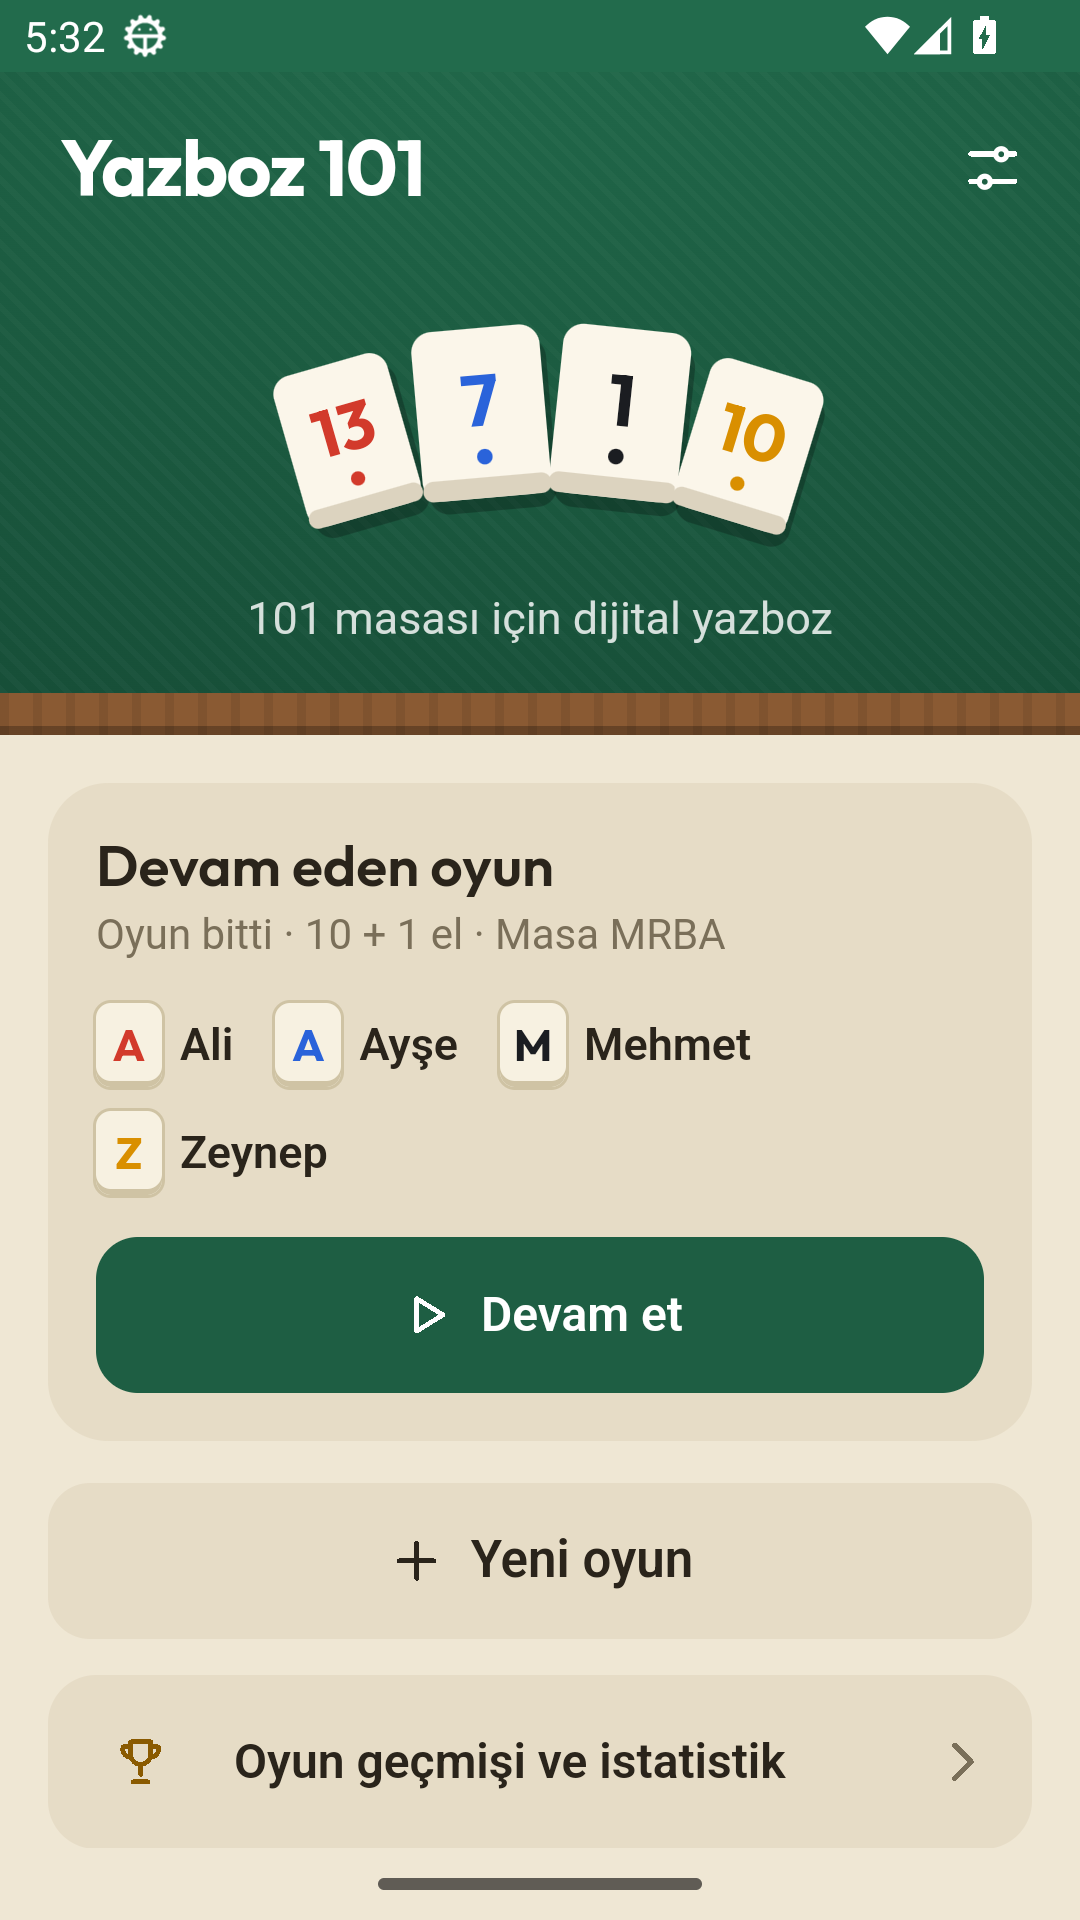 5:32
Yazboz 101
13
7
1
10
101 masası için dijital yazboz
Devam eden oyun
Oyun bitti · 10 + 1 el · Masa MRBA
A Ali A Ayşe M Mehmet
Z Zeynep
Devam et
Yeni oyun
Oyun geçmişi ve istatistik